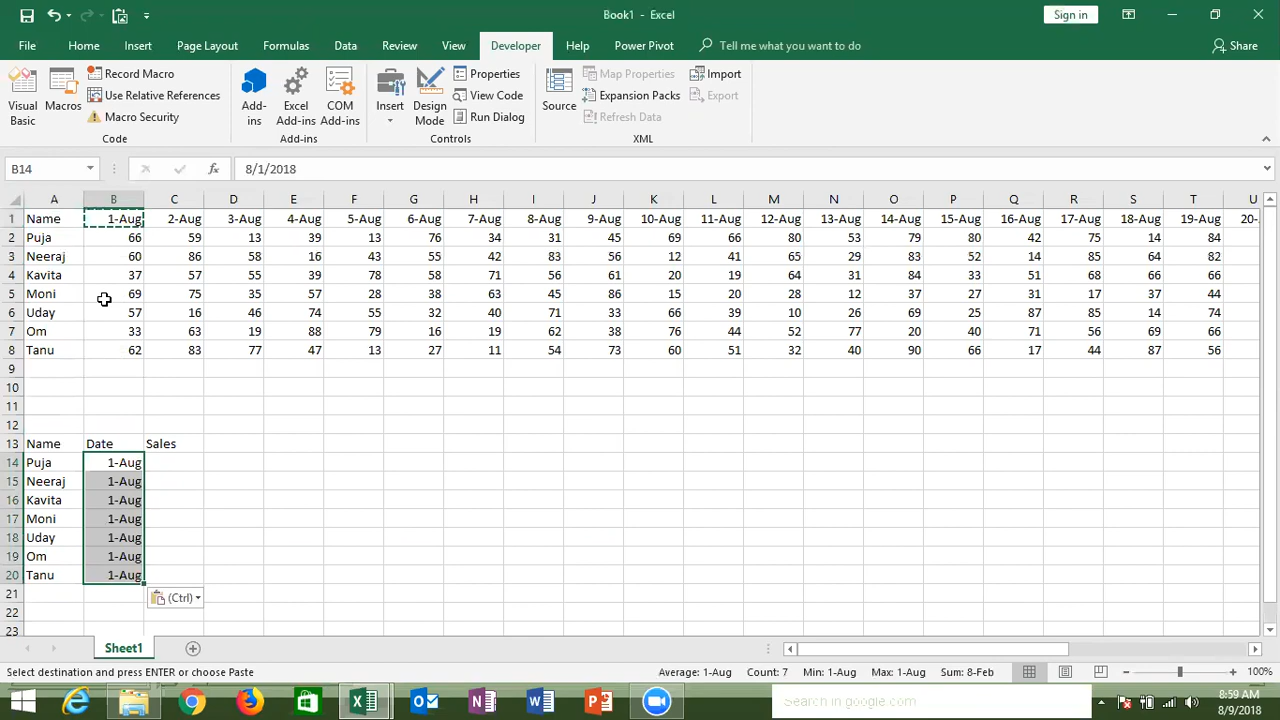 Book1 - Excel
Sign in
File Home Insert Page Layout Formulas Data Review View Developer Help Power Pivot Tell me what you want to do Share
Visual Basic
Macros
Record Macro
Use Relative References
Macro Security
Code
Add-ins
Excel Add-ins
COM Add-ins
Add-ins
Insert
Design Mode
Properties
View Code
Run Dialog
Controls
Source
Map Properties
Expansion Packs
Refresh Data
Import
Export
XML
B14 fx 8/1/2018
A B C D E F G H I J K L M N O P Q R S T U
1 Name 1-Aug 2-Aug 3-Aug 4-Aug 5-Aug 6-Aug 7-Aug 8-Aug 9-Aug 10-Aug 11-Aug 12-Aug 13-Aug 14-Aug 15-Aug 16-Aug 17-Aug 18-Aug 19-Aug 20-
2 Puja 66 59 13 39 13 76 34 31 45 69 66 80 53 79 80 42 75 14 84
3 Neeraj 60 86 58 16 43 55 42 83 56 12 41 65 29 83 52 14 85 64 82
4 Kavita 37 57 55 39 78 58 71 56 61 20 19 64 31 84 33 51 68 66 66
5 Moni 69 75 35 57 28 38 63 45 86 15 20 28 12 37 27 31 17 37 44
6 Uday 57 16 46 74 55 32 40 71 33 66 39 10 26 69 25 87 85 14 74
7 Om 33 63 19 88 79 16 19 62 38 76 44 52 77 20 40 71 56 69 66
8 Tanu 62 83 77 47 13 27 11 54 73 60 51 32 40 90 66 17 44 87 56
9
10
11
12
13 Name Date Sales
14 Puja 1-Aug
15 Neeraj 1-Aug
16 Kavita 1-Aug
17 Moni 1-Aug
18 Uday 1-Aug
19 Om 1-Aug
20 Tanu 1-Aug
21 (Ctrl)
22
23
Sheet1
Select destination and press ENTER or choose Paste Average: 1-Aug Count: 7 Min: 1-Aug Max: 1-Aug Sum: 8-Feb 100%
Search in google.com
8:59 AM
8/9/2018